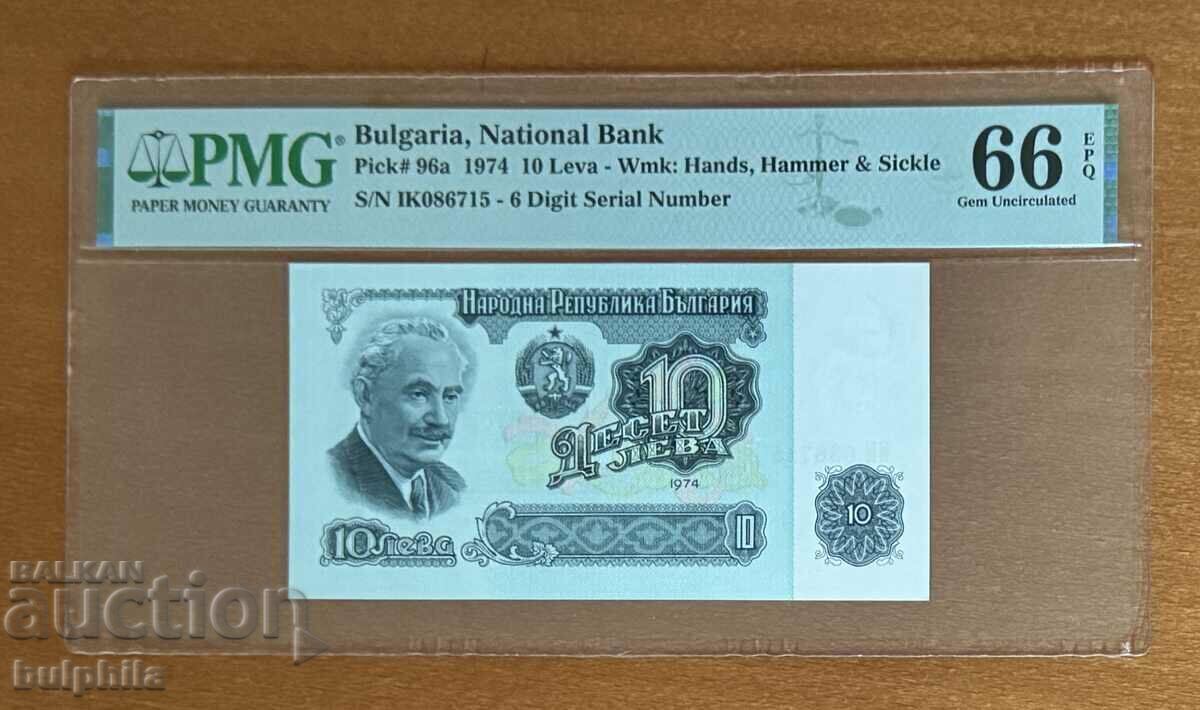 PMG®
PAPER MONEY GUARANTY
Bulgaria, National Bank
Pick# 96a 1974 10 Leva - Wmk: Hands, Hammer & Sickle
S/N IK086715 - 6 Digit Serial Number
66 EPQ
Gem Uncirculated
НАРОДНА РЕПУБЛИКА БЪЛГАРИЯ
10
ДЕСЕТ
ЛЕВА
1974
10 Лева
10
10
BALKAN
auction
bulphila